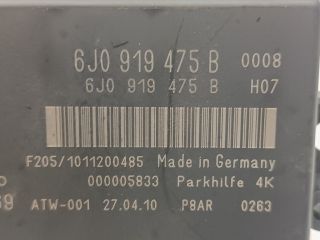 6J0 919 475 B 0008
6J0 919 475 B H07
F205/1011200485 Made in Germany
000005833 Parkhilfe 4K
ATW-001 27.04.10 P8AR 0263